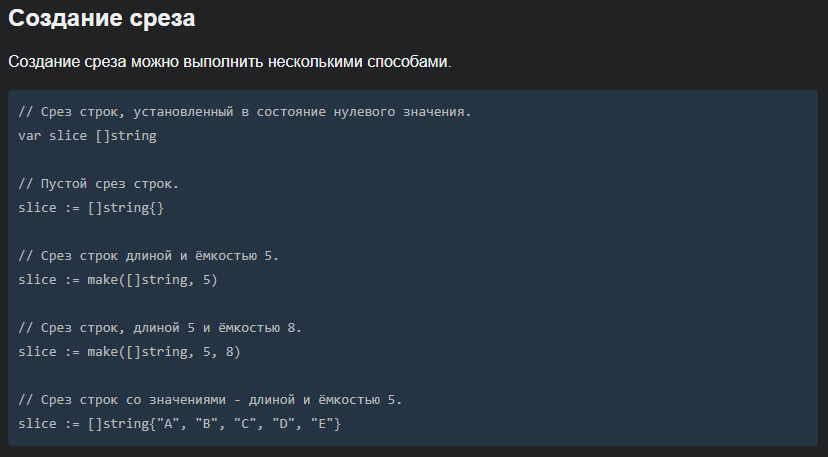 Создание среза
Создание среза можно выполнить несколькими способами.
// Срез строк, установленный в состояние нулевого значения.
var slice []string
// Пустой срез строк.
slice := []string{}
// Срез строк длиной и ёмкостью 5.
slice := make([]string, 5)
// Срез строк, длиной 5 и ёмкостью 8.
slice := make([]string, 5, 8)
// Срез строк со значениями - длиной и ёмкостью 5.
slice := []string{"A", "B", "C", "D", "E"}